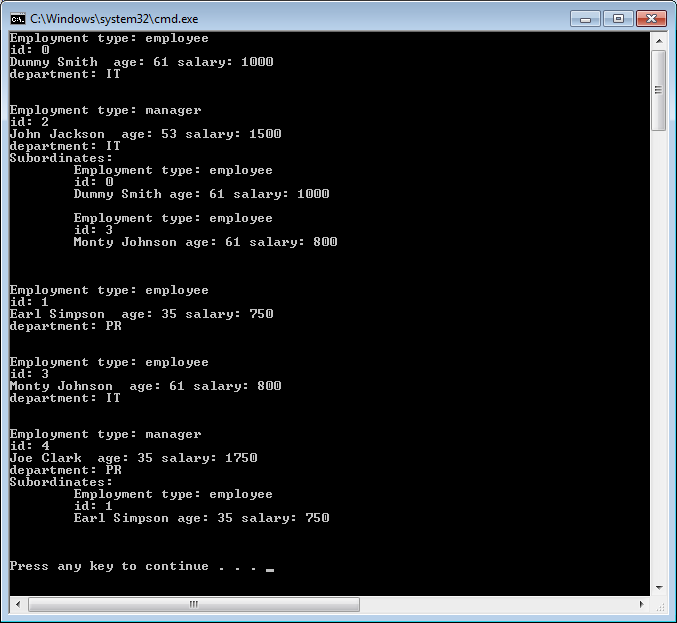 C:\Windows\system32\cmd.exe
Employment type: employee
id: 0
Dummy Smith  age: 61 salary: 1000
department: IT
Employment type: manager
id: 2
John Jackson  age: 53 salary: 1500
department: IT
Subordinates:
Employment type: employee
id: 0
Dummy Smith age: 61 salary: 1000
Employment type: employee
id: 3
Monty Johnson age: 61 salary: 800
Employment type: employee
id: 1
Earl Simpson  age: 35 salary: 750
department: PR
Employment type: employee
id: 3
Monty Johnson  age: 61 salary: 800
department: IT
Employment type: manager
id: 4
Joe Clark  age: 35 salary: 1750
department: PR
Subordinates:
Employment type: employee
id: 1
Earl Simpson age: 35 salary: 750
Press any key to continue . . . _